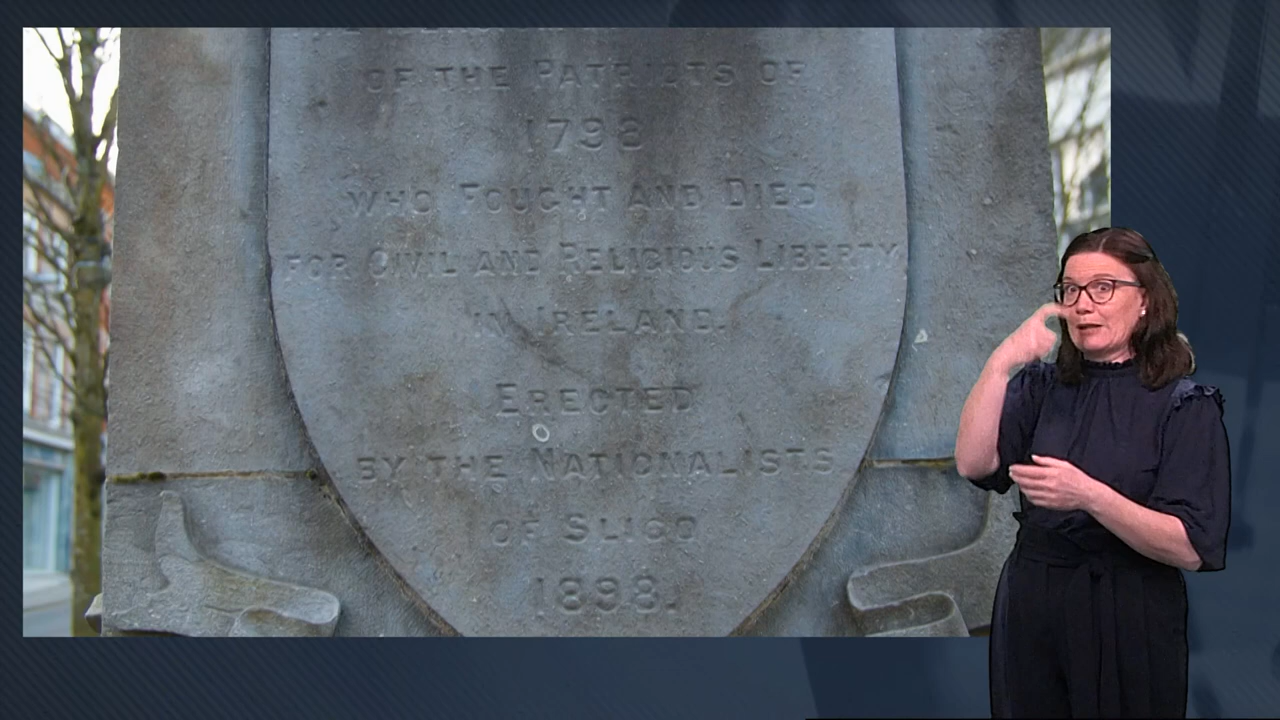 OF THE PATRIOTS OF
1798
WHO FOUGHT AND DIED
FOR CIVIL AND RELIGIOUS LIBERTY
IN IRELAND.
ERECTED
BY THE NATIONALISTS
OF SLIGO
1898.